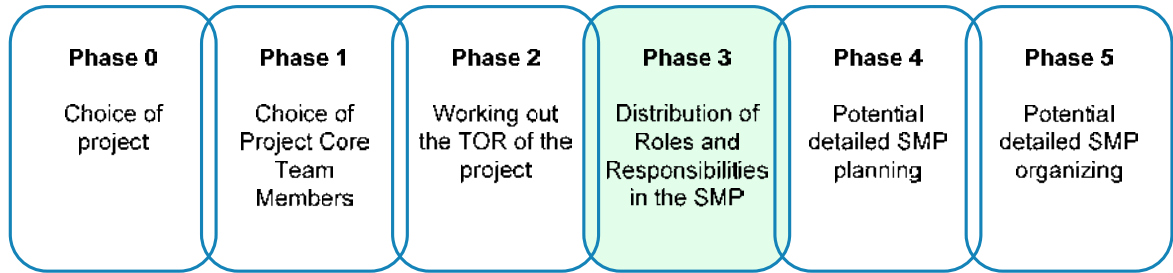 Phase 0
Choice of
project
Phase 1
Choice of
Project Core
Team
Members
Phase 2
Working out
the TOR of the
project
Phase 3
Distribution of
Roles and
Responsibilities
in the SMP
Phase 4
Potential
detailed SMP
planning
Phase 5
Potential
detailed SMP
organizing